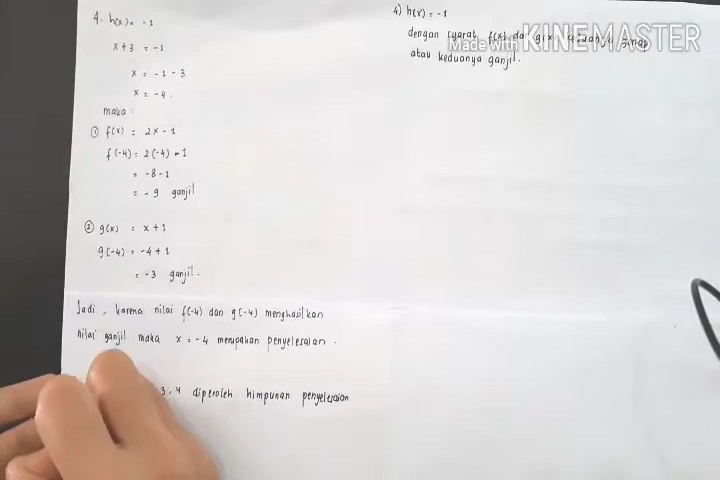 4. h(x) = -1
x + 3 = -1
x = -1 - 3
x = -4.
maka :
① f(x) = 2x - 1
f(-4) = 2(-4) - 1
= -8 - 1
= -9 ganjil
② g(x) = x + 1
g(-4) = -4 + 1
= -3 ganjil.
Jadi, karena nilai f(-4) dan g(-4) menghasilkan
nilai ganjil maka x = -4 merupakan penyelesaian.
3, 4 diperoleh himpunan penyelesaian
4) h(x) = -1
dengan syarat f(x) da g(x) genap
atau keduanya ganjil.
Made with KINEMASTER